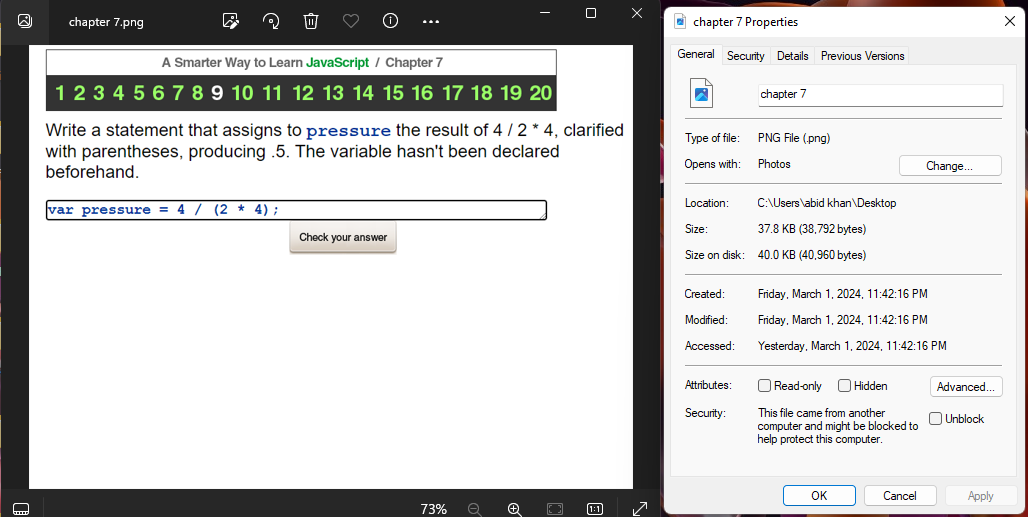 chapter 7.png
A Smarter Way to Learn JavaScript / Chapter 7
1 2 3 4 5 6 7 8 9 10 11 12 13 14 15 16 17 18 19 20
Write a statement that assigns to pressure the result of 4 / 2 * 4, clarified
with parentheses, producing .5. The variable hasn't been declared
beforehand.
var pressure = 4 / (2 * 4);
Check your answer
73%
1:1
chapter 7 Properties
General Security Details Previous Versions
chapter 7
Type of file: PNG File (.png)
Opens with: Photos Change...
Location: C:\Users\abid khan\Desktop
Size: 37.8 KB (38,792 bytes)
Size on disk: 40.0 KB (40,960 bytes)
Created: Friday, March 1, 2024, 11:42:16 PM
Modified: Friday, March 1, 2024, 11:42:16 PM
Accessed: Yesterday, March 1, 2024, 11:42:16 PM
Attributes: Read-only Hidden Advanced...
Security: This file came from another
computer and might be blocked to
help protect this computer.
Unblock
OK Cancel Apply